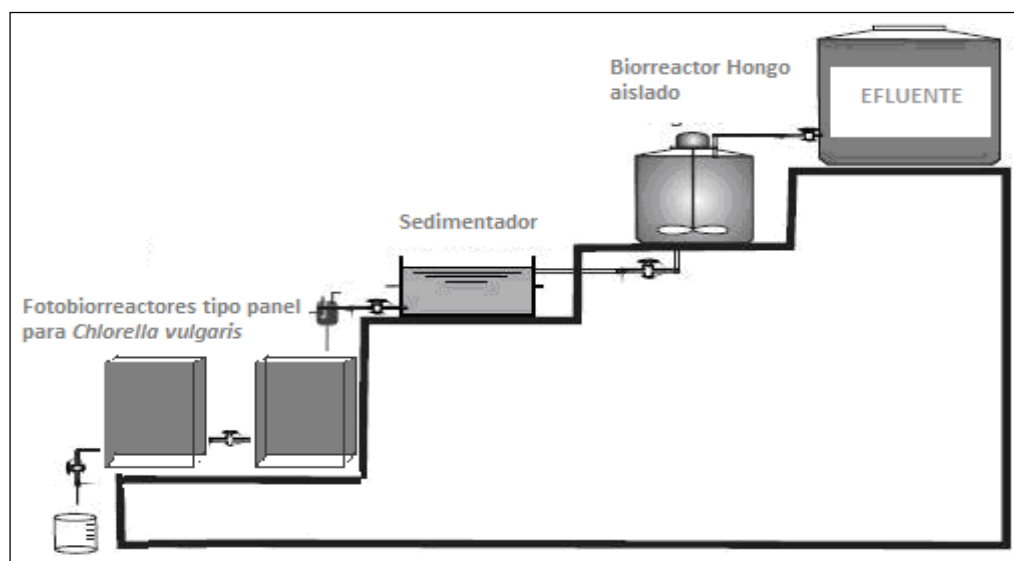 Biorreactor Hongo
aislado
EFLUENTE
Sedimentador
Fotobiorreactores tipo panel
para Chlorella vulgaris